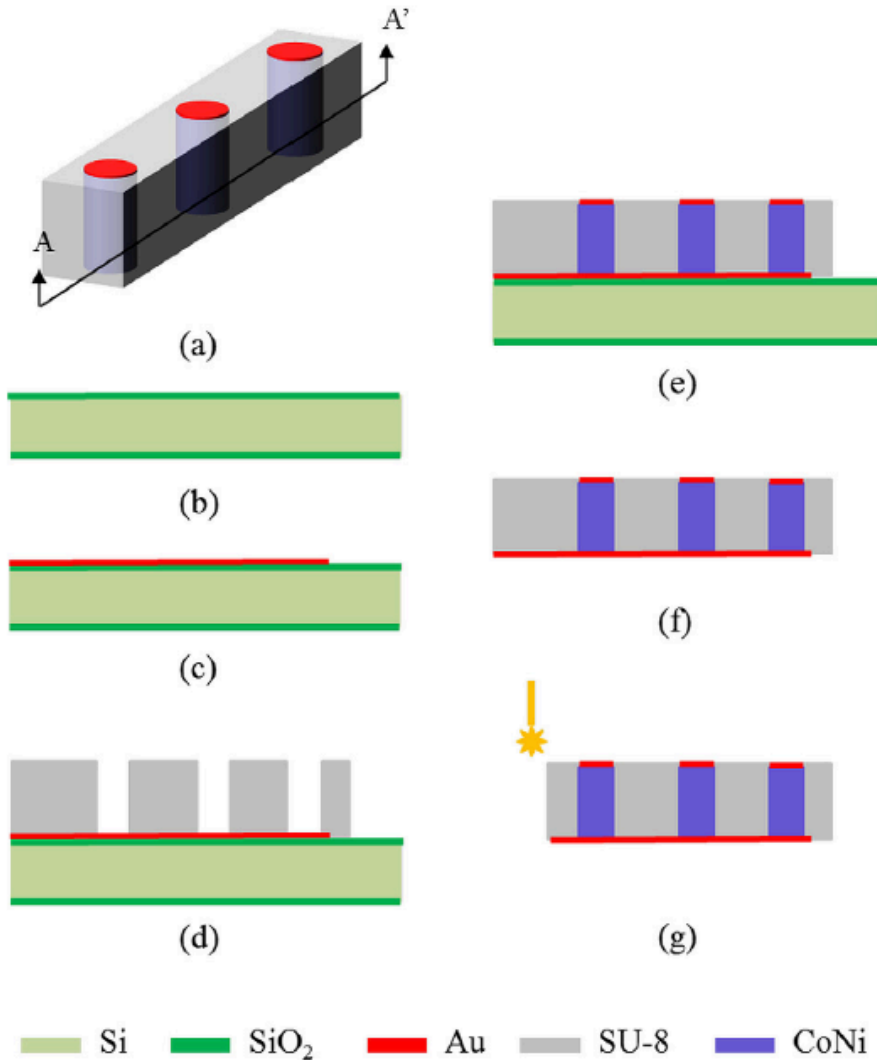 A'
A
(a)
(b)
(c)
(d)
(e)
(f)
(g)
Si SiO₂ Au SU-8 CoNi